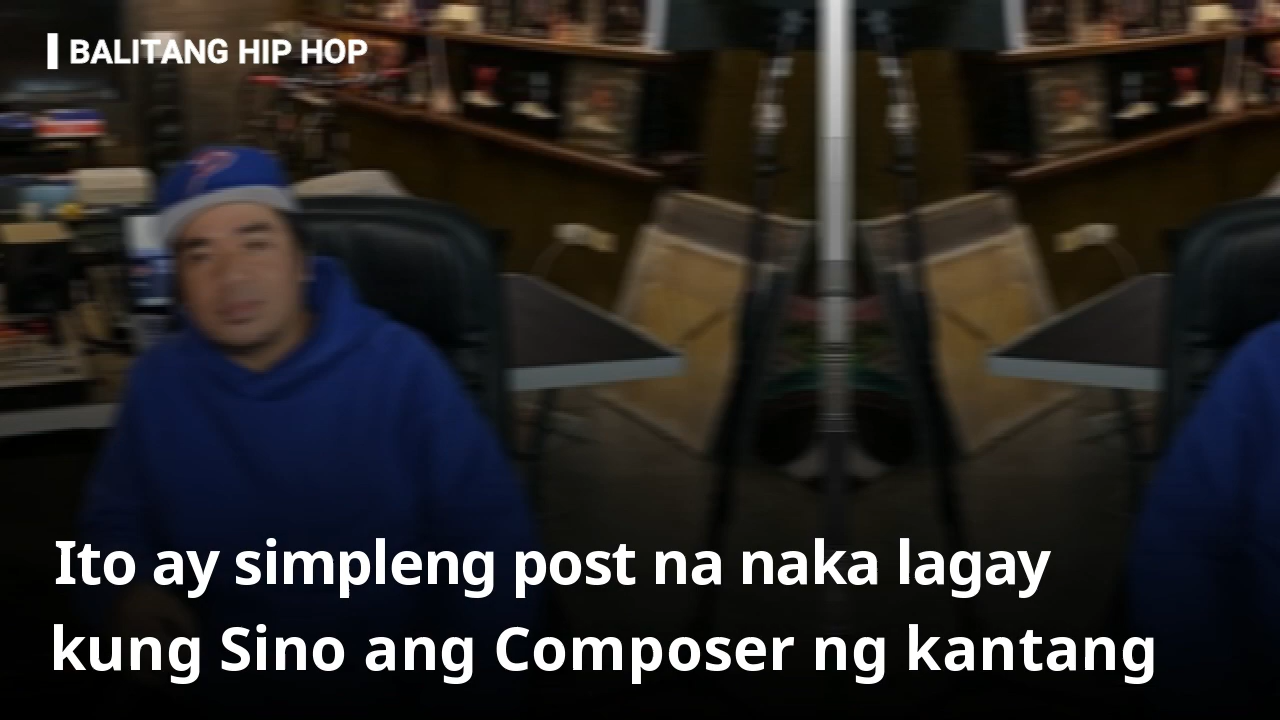 BALITANG HIP HOP
Ito ay simpleng post na naka lagay
kung Sino ang Composer ng kantang